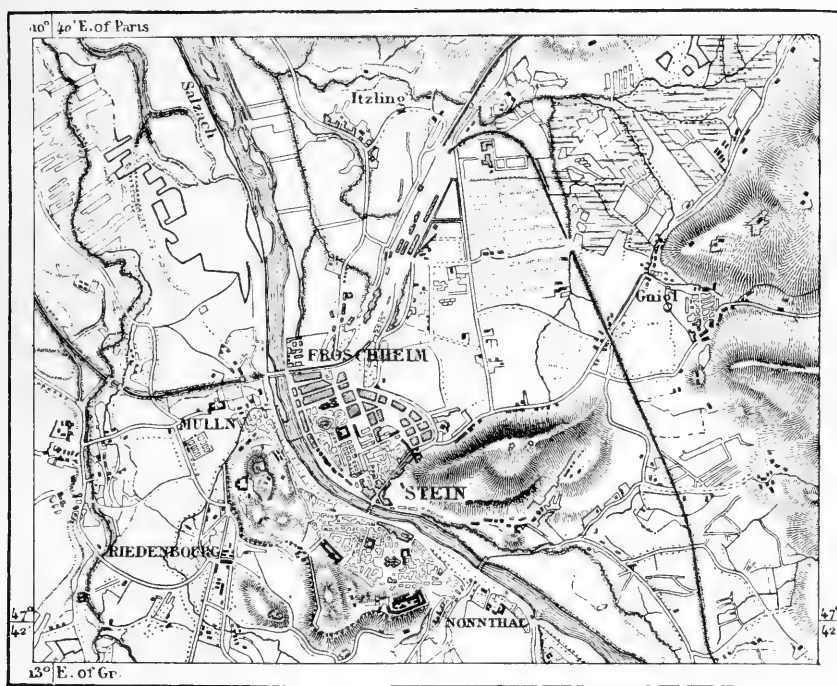 10° 40' E. of Paris
Salzach
Itzling
Gnigl
FROSCHHEIM
MULLN
STEIN
RIEDENBOURG
47°
42'
47°
42'
NONNTHAL
13° E. of Gr.